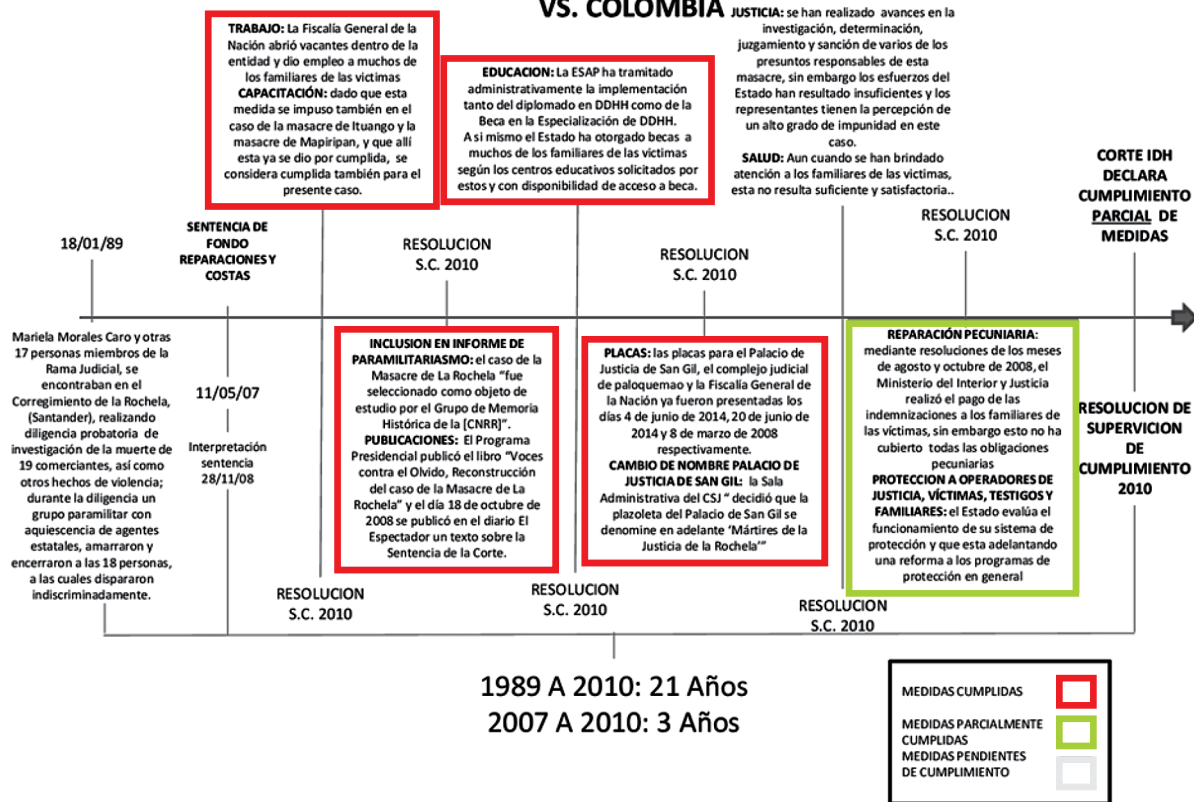 VS. COLOMBIA
TRABAJO: La Fiscalía General de la
Nación abrió vacantes dentro de la
entidad y dio empleo a muchos de
los familiares de las victimas
CAPACITACIÓN: dado que esta
medida se impuso también en el
caso de la masacre de Ituango y la
masacre de Mapiripan, y que allí
esta ya se dio por cumplida, se
considera cumplida también para el
presente caso.
EDUCACION: La ESAP ha tramitado
administrativamente la implementación
tanto del diplomado en DDHH como de la
Beca en la Especialización de DDHH.
A si mismo el Estado ha otorgado becas a
muchos de los familiares de las victimas
según los centros educativos solicitados por
estos y con disponibilidad de acceso a beca.
JUSTICIA: se han realizado avances en la
investigación, determinación,
juzgamiento y sanción de varios de los
presuntos responsables de esta
masacre, sin embargo los esfuerzos del
Estado han resultado insuficientes y los
representantes tienen la percepción de
un alto grado de impunidad en este
caso.
SALUD: Aun cuando se han brindado
atención a los familiares de las victimas,
esta no resulta suficiente y satisfactoria..
CORTE IDH
DECLARA
CUMPLIMIENTO
PARCIAL DE
MEDIDAS
18/01/89
SENTENCIA DE
FONDO
REPARACIONES Y
COSTAS
RESOLUCION
S.C. 2010
RESOLUCION
S.C. 2010
RESOLUCION
S.C. 2010
Mariela Morales Caro y otras
17 personas miembros de la
Rama Judicial, se
encontraban en el
Corregimiento de la Rochela,
(Santander), realizando
diligencia probatoria de
investigación de la muerte de
19 comerciantes, así como
otros hechos de violencia;
durante la diligencia un
grupo paramilitar con
aquiescencia de agentes
estatales, amarraron y
encerraron a las 18 personas,
a las cuales dispararon
indiscriminadamente.
11/05/07
Interpretación
sentencia
28/11/08
INCLUSION EN INFORME DE
PARAMILITARIASMO: el caso de la
Masacre de La Rochela "fue
seleccionado como objeto de
estudio por el Grupo de Memoria
Histórica de la [CNRR]".
PUBLICACIONES: El Programa
Presidencial publicó el libro "Voces
contra el Olvido, Reconstrucción
del caso de la Masacre de La
Rochela" y el día 18 de octubre de
2008 se publicó en el diario El
Espectador un texto sobre la
Sentencia de la Corte.
PLACAS: las placas para el Palacio de
Justicia de San Gil, el complejo judicial
de paloquemao y la Fiscalía General de
la Nación ya fueron presentadas los
días 4 de junio de 2014, 20 de junio de
2014 y 8 de marzo de 2008
respectivamente.
CAMBIO DE NOMBRE PALACIO DE
JUSTICIA DE SAN GIL: la Sala
Administrativa del CSJ " decidió que la
plazoleta del Palacio de San Gil se
denomine en adelante 'Mártires de la
Justicia de la Rochela'"
REPARACIÓN PECUNIARIA:
mediante resoluciones de los meses
de agosto y octubre de 2008, el
Ministerio del Interior y Justicia
realizó el pago de las
indemnizaciones a los familiares de
las víctimas, sin embargo esto no ha
cubierto todas las obligaciones
pecuniarias
PROTECCION A OPERADORES DE
JUSTICIA, VÍCTIMAS, TESTIGOS Y
FAMILIARES: el Estado evalúa el
funcionamiento de su sistema de
protección y que esta adelantando
una reforma a los programas de
protección en general
RESOLUCION DE
SUPERVISION
DE
CUMPLIMIENTO
2010
RESOLUCION
S.C. 2010
RESOLUCION
S.C. 2010
RESOLUCION
S.C. 2010
1989 A 2010: 21 Años
2007 A 2010: 3 Años
MEDIDAS CUMPLIDAS
MEDIDAS PARCIALMENTE
CUMPLIDAS
MEDIDAS PENDIENTES
DE CUMPLIMIENTO